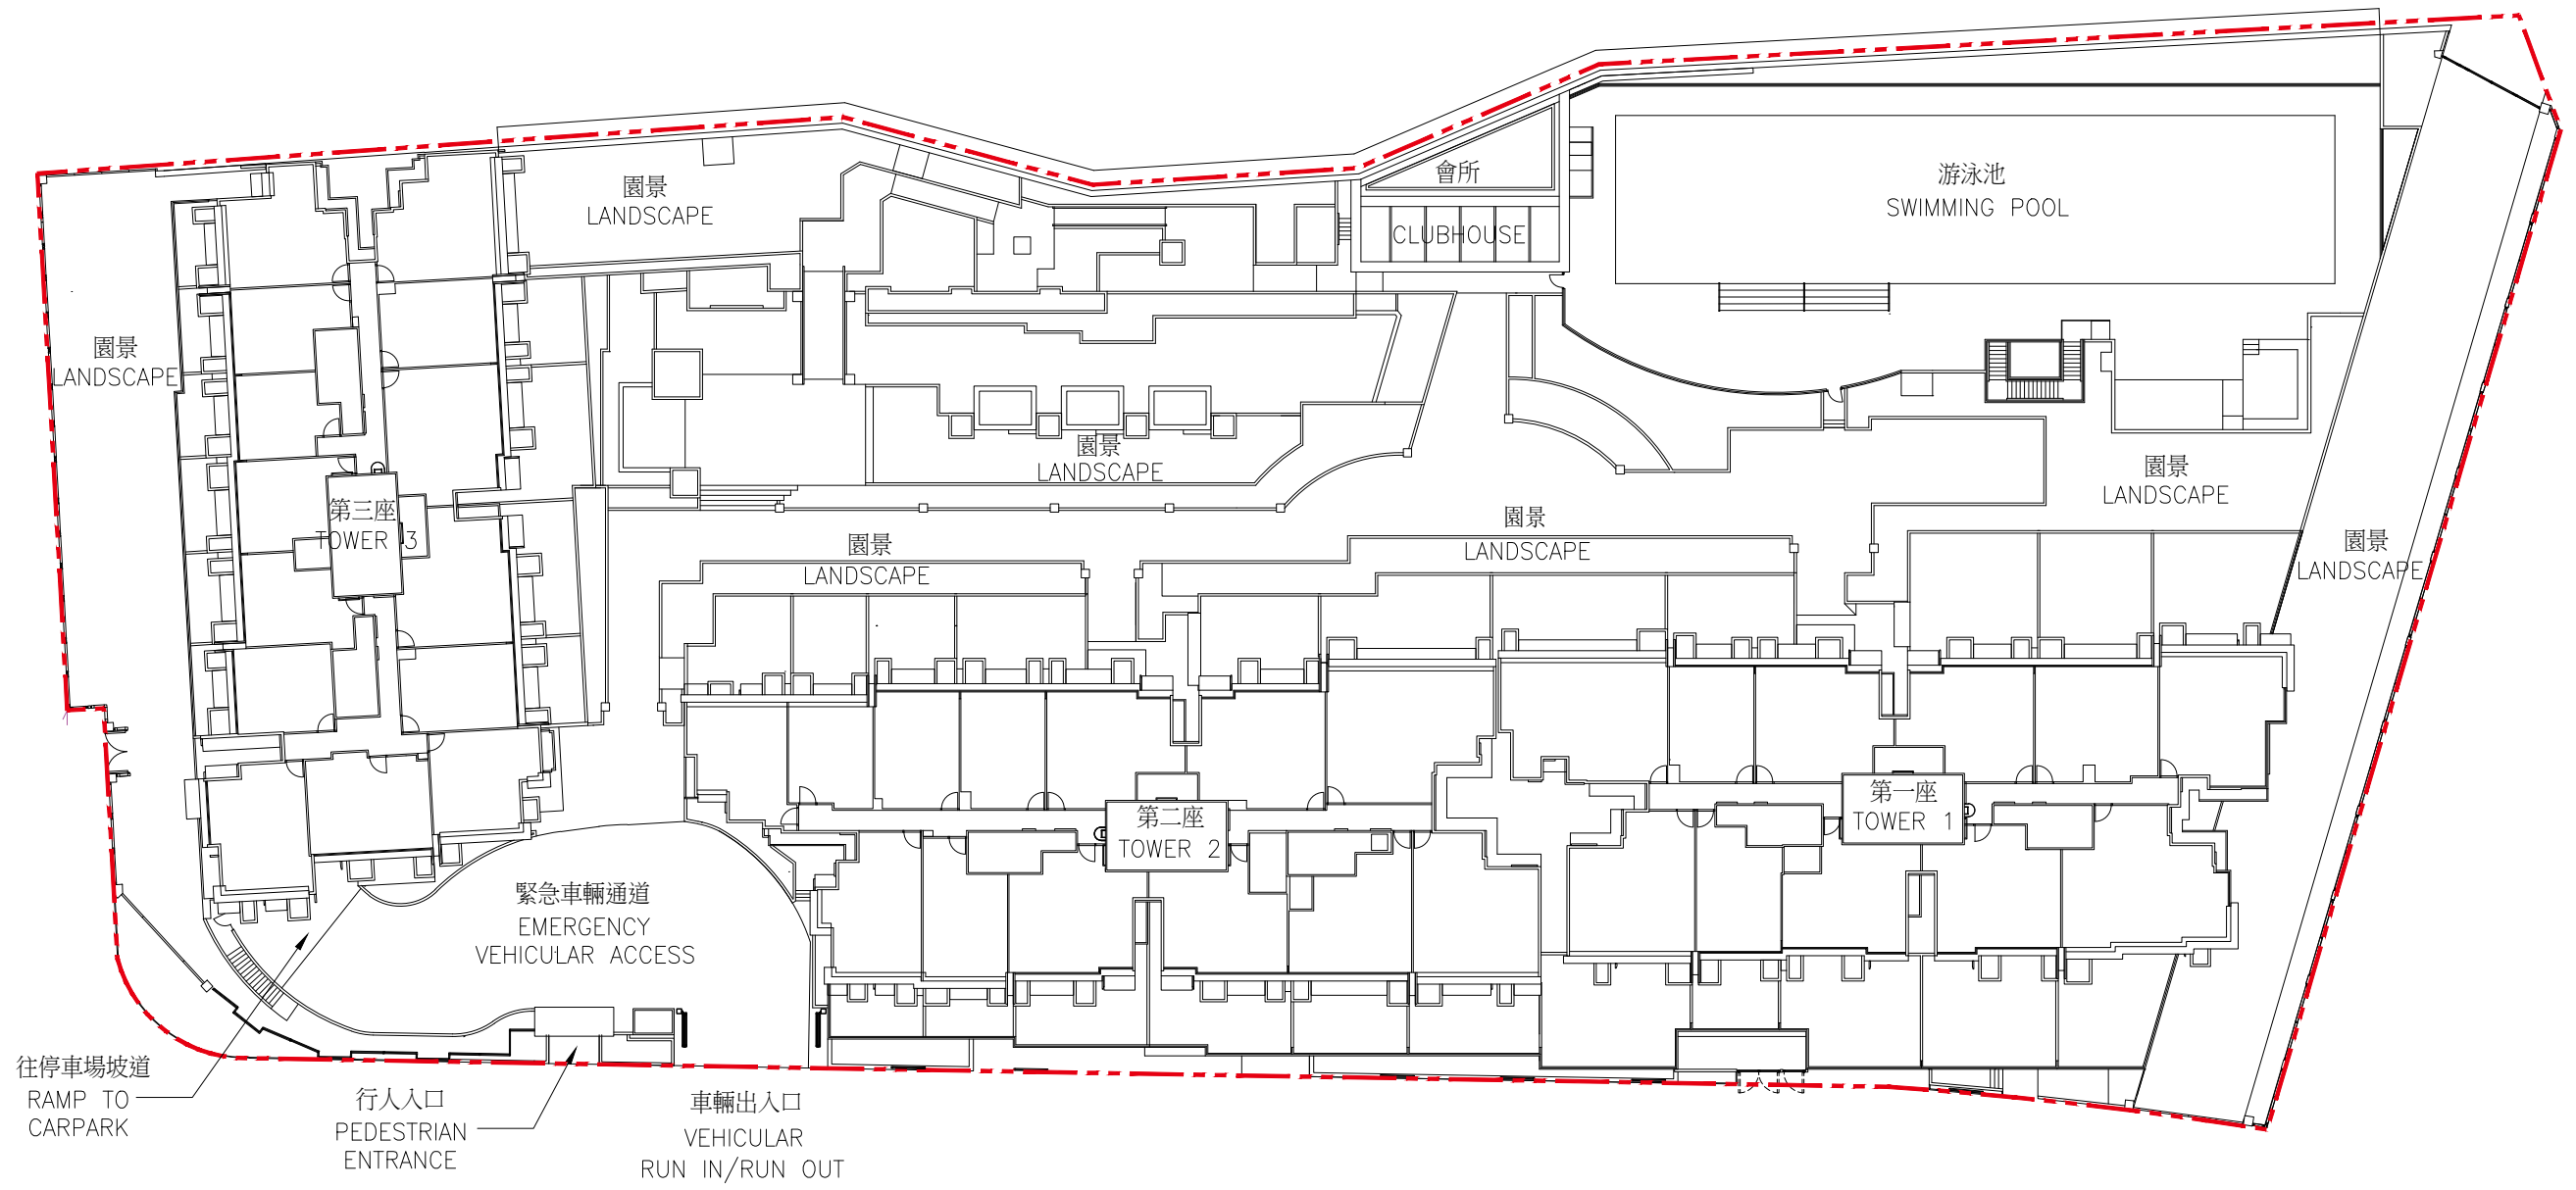 會所
CLUBHOUSE
游泳池
SWIMMING POOL
園景
LANDSCAPE
園景
LANDSCAPE
園景
LANDSCAPE
園景
LANDSCAPE
園景
LANDSCAPE
園景
LANDSCAPE
園景
LANDSCAPE
第三座
TOWER 3
第二座
TOWER 2
第一座
TOWER 1
緊急車輛通道
EMERGENCY
VEHICULAR ACCESS
往停車場坡道
RAMP TO
CARPARK
行人入口
PEDESTRIAN
ENTRANCE
車輛出入口
VEHICULAR
RUN IN/RUN OUT